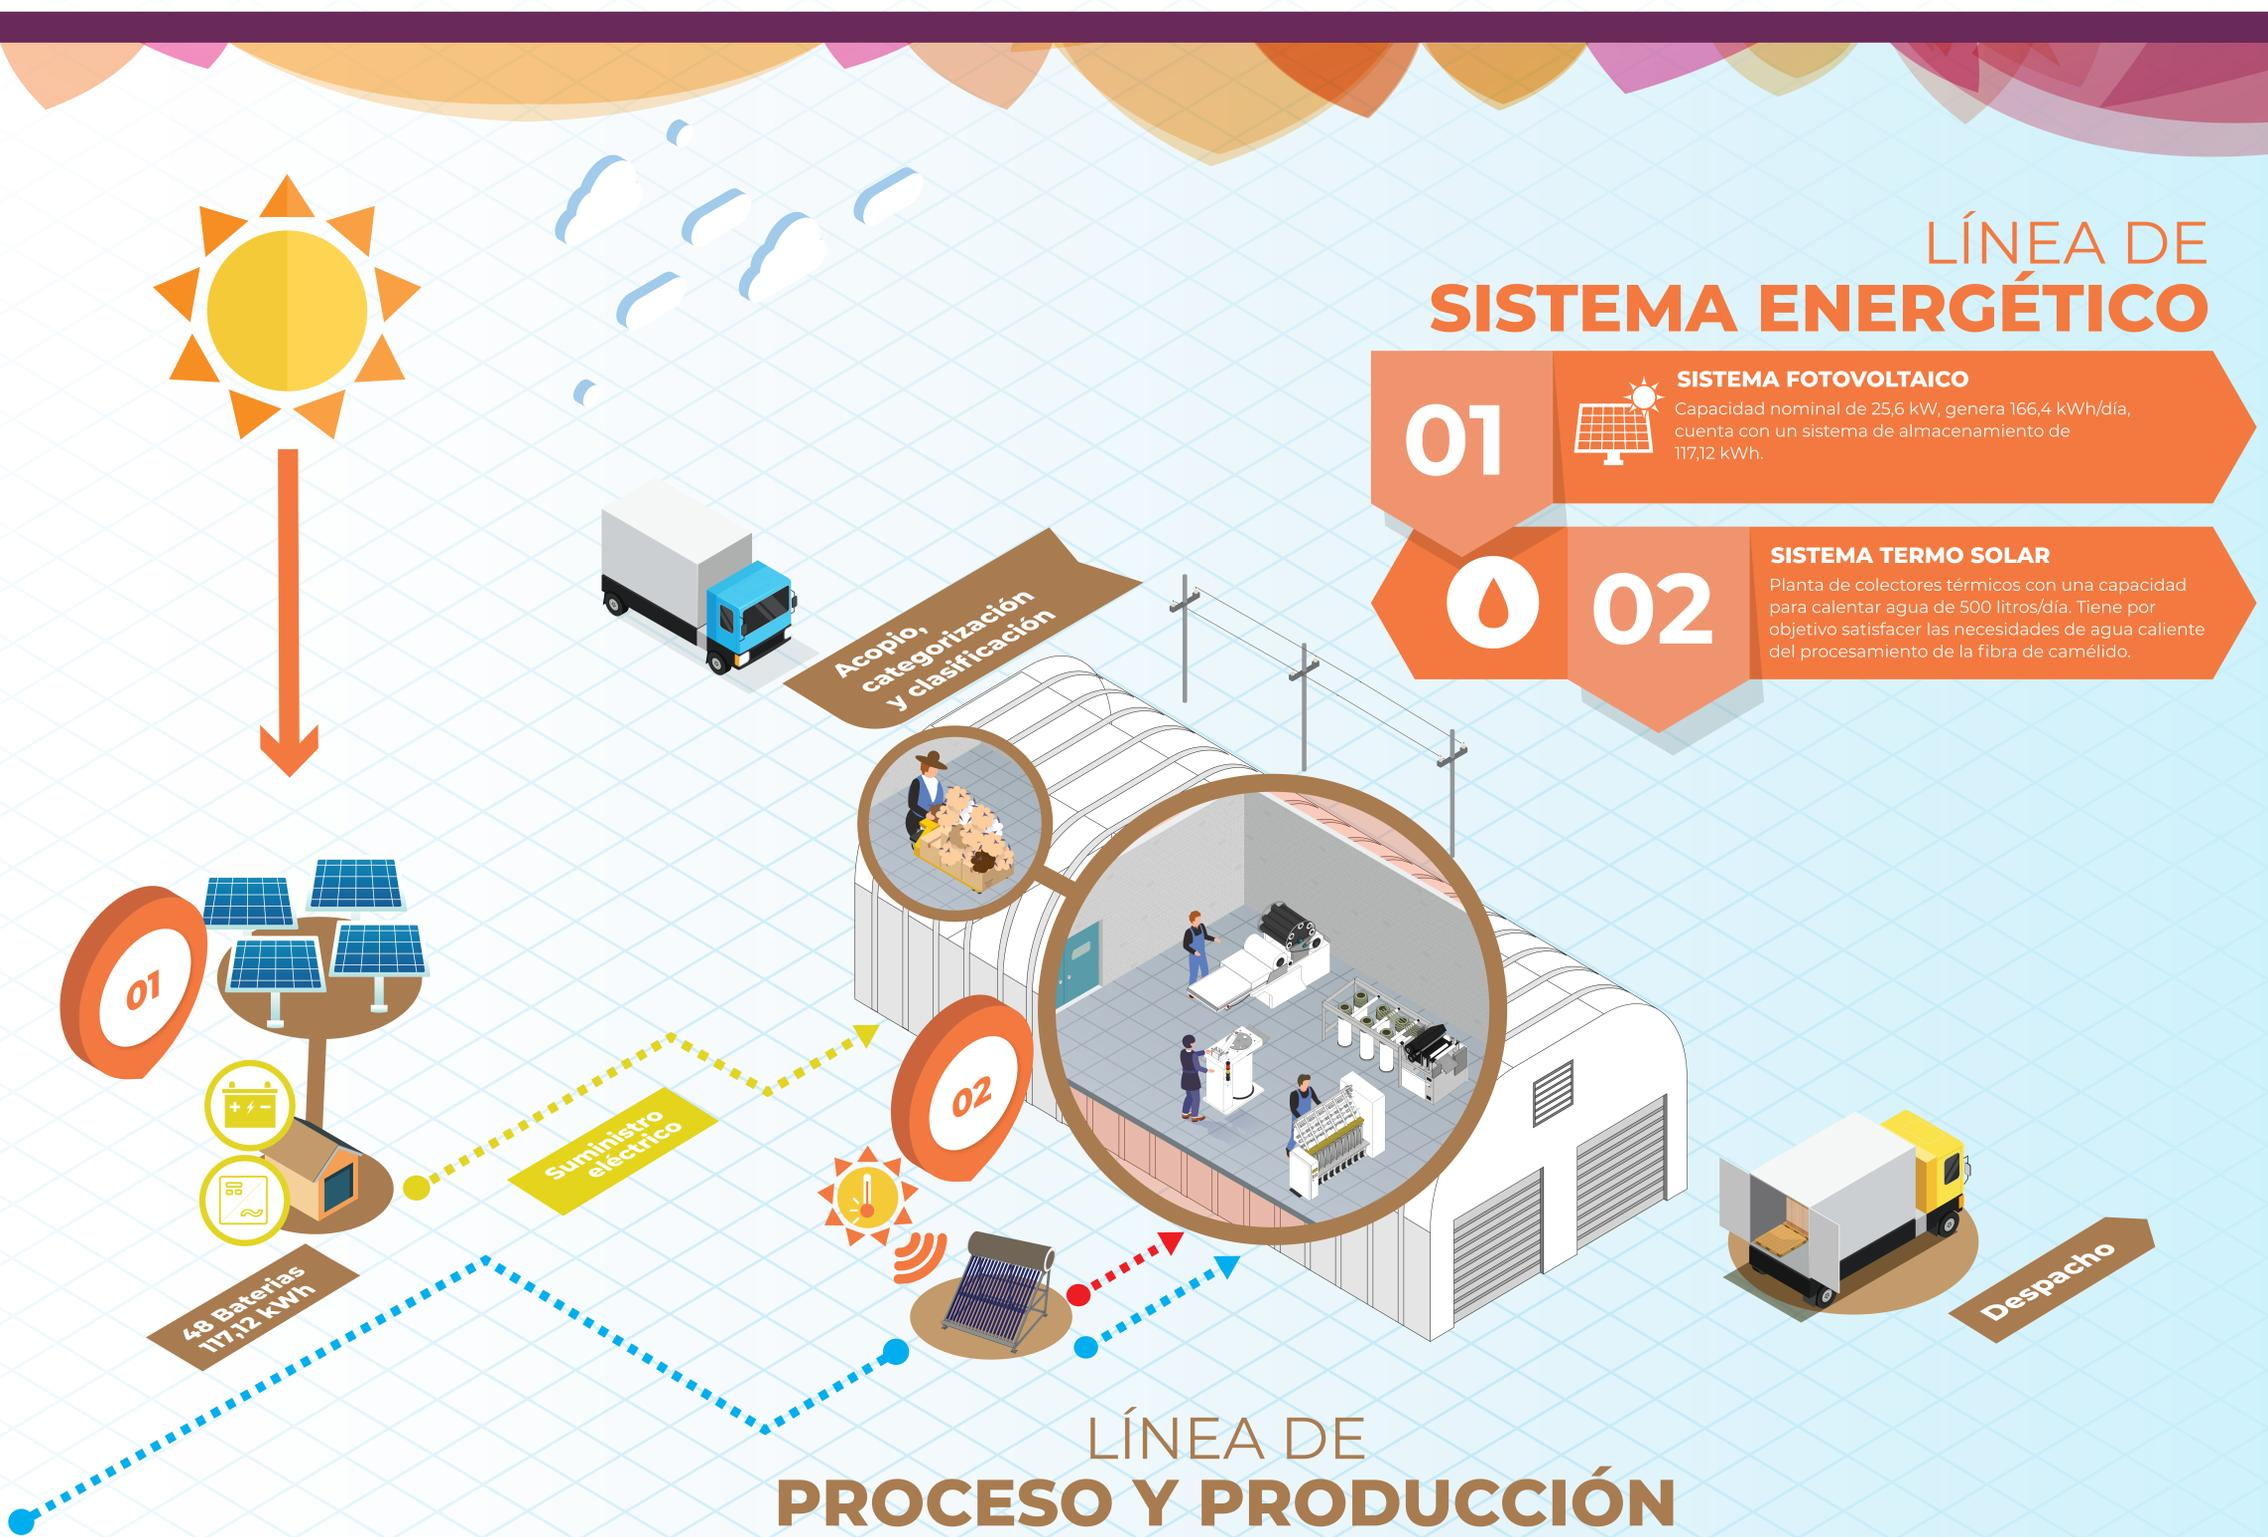 LÍNEA DE
SISTEMA ENERGÉTICO
01
SISTEMA FOTOVOLTAICO
Capacidad nominal de 25,6 kW, genera 166,4 kWh/día,
cuenta con un sistema de almacenamiento de
117,12 kWh.
02
SISTEMA TERMO SOLAR
Planta de colectores térmicos con una capacidad
para calentar agua de 500 litros/día. Tiene por
objetivo satisfacer las necesidades de agua caliente
del procesamiento de la fibra de camélido.
Acopio,
categorización
y clasificación
01
02
Suministro
eléctrico
48 Baterias
117,12 kWh
Despacho
LÍNEA DE
PROCESO Y PRODUCCIÓN